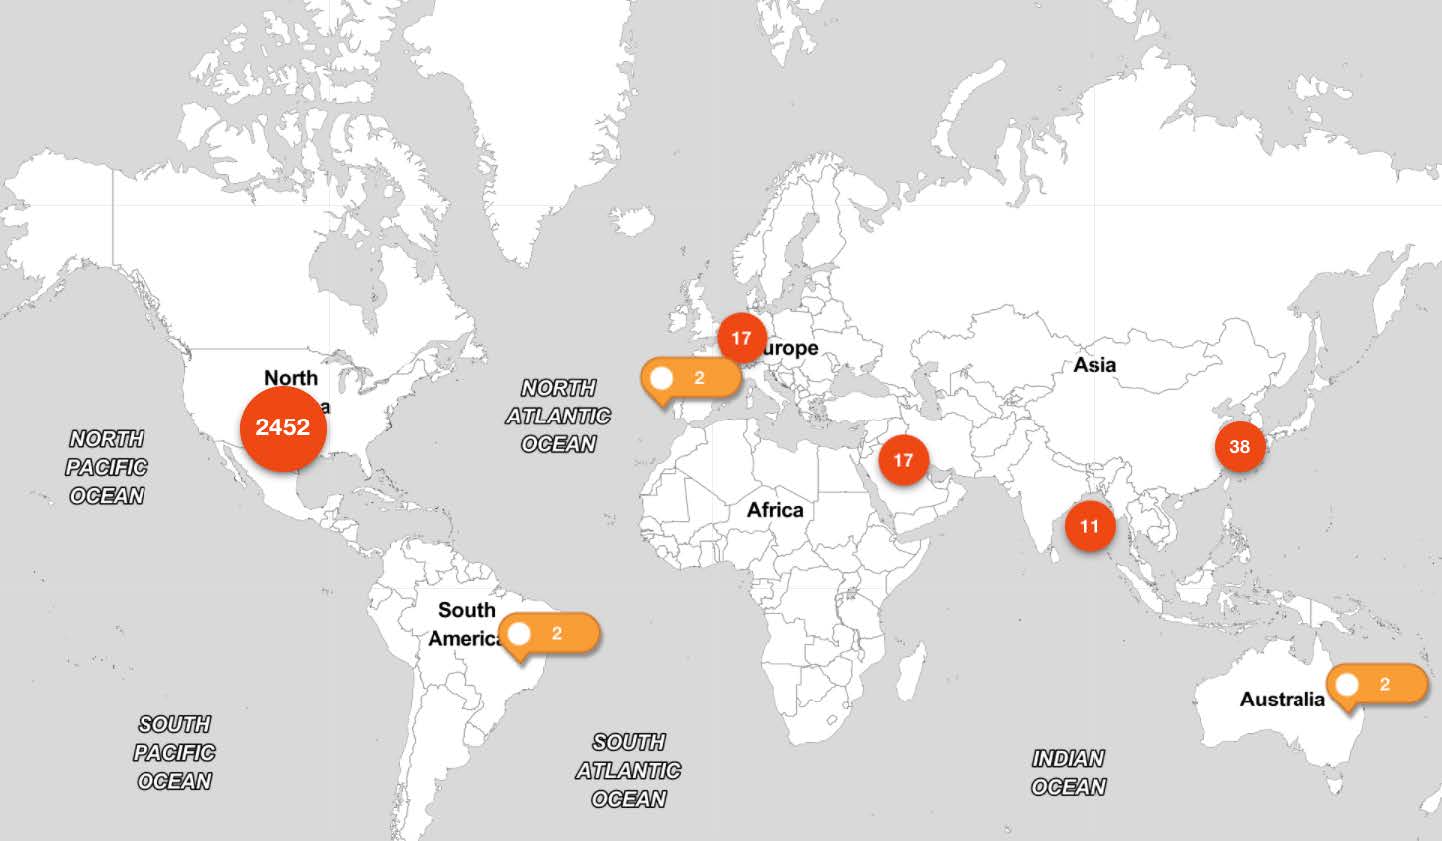 17
urope
Asia
North
a
2452
2
NORTH
ATLANTIC
OCEAN
NORTH
PACIFIC
OCEAN
17
38
Africa
11
South
America
2
Australia
2
SOUTH
PACIFIC
OCEAN
SOUTH
ATLANTIC
OCEAN
INDIAN
OCEAN